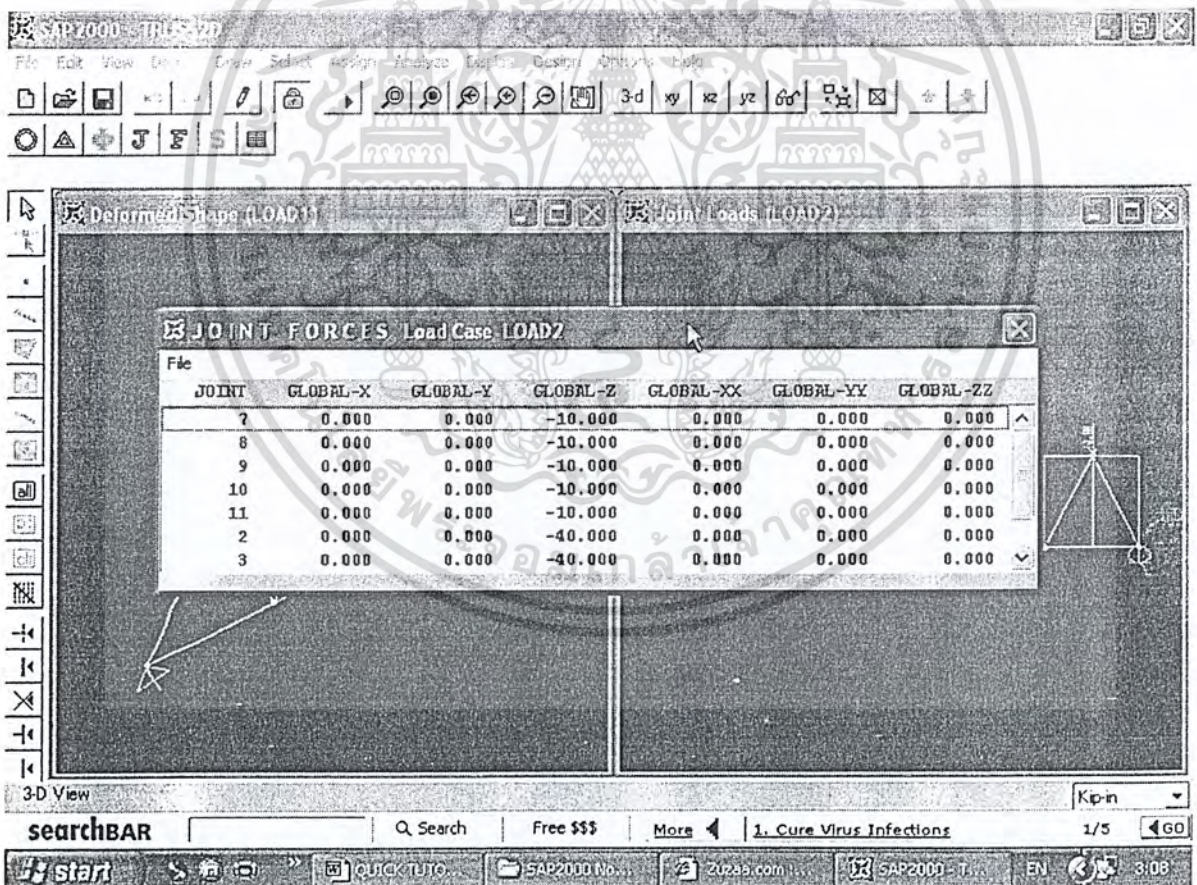 SAP2000 - TRUSS2D
File Edit View Draw Select Assign Analyze Display Design Options Help
3-d xy xz yz
J F S
Deformed Shape (LOAD1)
Joint Loads (LOAD2)
JOINT FORCES Load Case LOAD2
File
JOINT GLOBAL-X GLOBAL-Y GLOBAL-Z GLOBAL-XX GLOBAL-YY GLOBAL-ZZ
7 0.000 0.000 -10.000 0.000 0.000 0.000
8 0.000 0.000 -10.000 0.000 0.000 0.000
9 0.000 0.000 -10.000 0.000 0.000 0.000
10 0.000 0.000 -10.000 0.000 0.000 0.000
11 0.000 0.000 -10.000 0.000 0.000 0.000
2 0.000 0.000 -40.000 0.000 0.000 0.000
3 0.000 0.000 -40.000 0.000 0.000 0.000
all
clr
3-D View
Kip-in
searchBAR Search Free $$$ More 1. Cure Virus Infections 1/5 GO
start QUICK TUTO... SAP2000 No... Zuzaa.com :... SAP2000 - T... EN 3:08